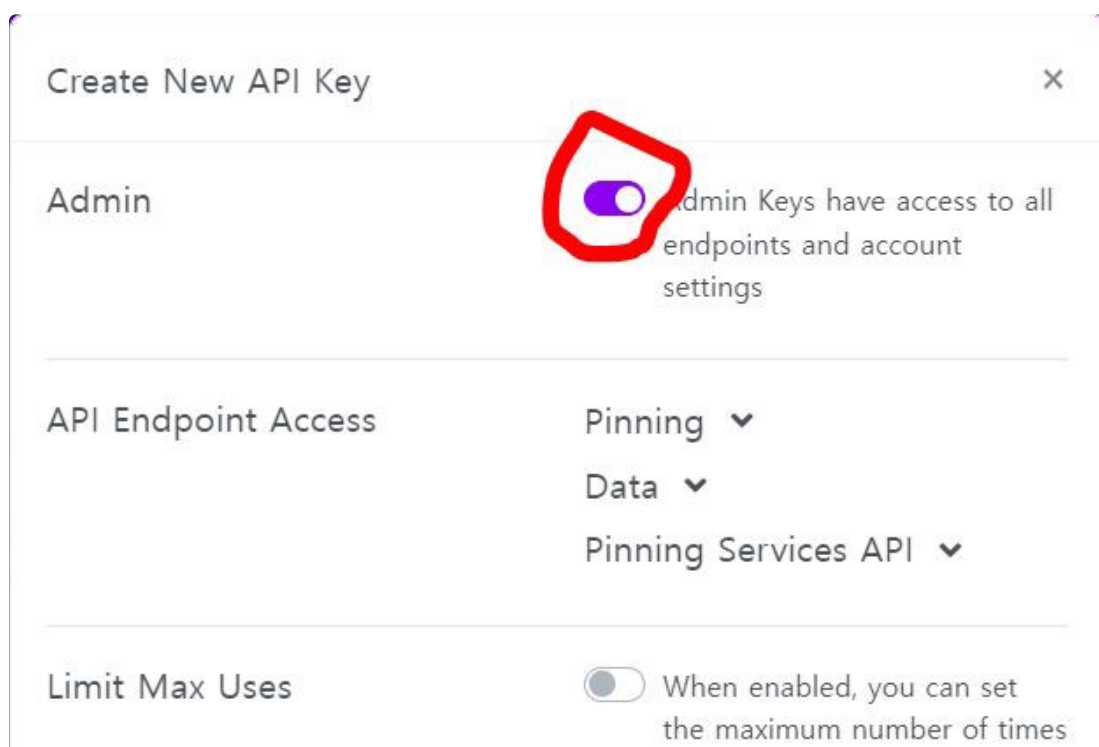 Create New API Key
Admin
Admin Keys have access to all
endpoints and account
settings
API Endpoint Access
Pinning
Data
Pinning Services API
Limit Max Uses
When enabled, you can set
the maximum number of times